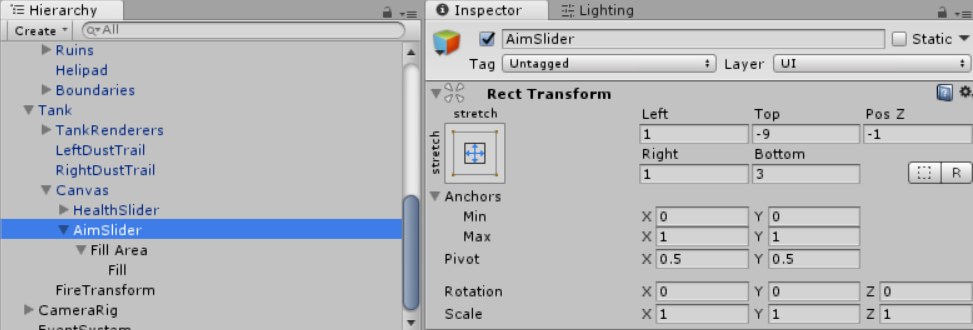 Hierarchy
Create
All
Ruins
Helipad
Boundaries
Tank
TankRenderers
LeftDustTrail
RightDustTrail
Canvas
HealthSlider
AimSlider
Fill Area
Fill
FireTransform
CameraRig
EventSystem
Inspector Lighting
AimSlider Static
Tag Untagged Layer UI
Rect Transform
stretch Left Top Pos Z
stretch 1 -9 -1
Right Bottom
1 3 R
Anchors
Min X 0 Y 0
Max X 1 Y 1
Pivot X 0.5 Y 0.5
Rotation X 0 Y 0 Z 0
Scale X 1 Y 1 Z 1